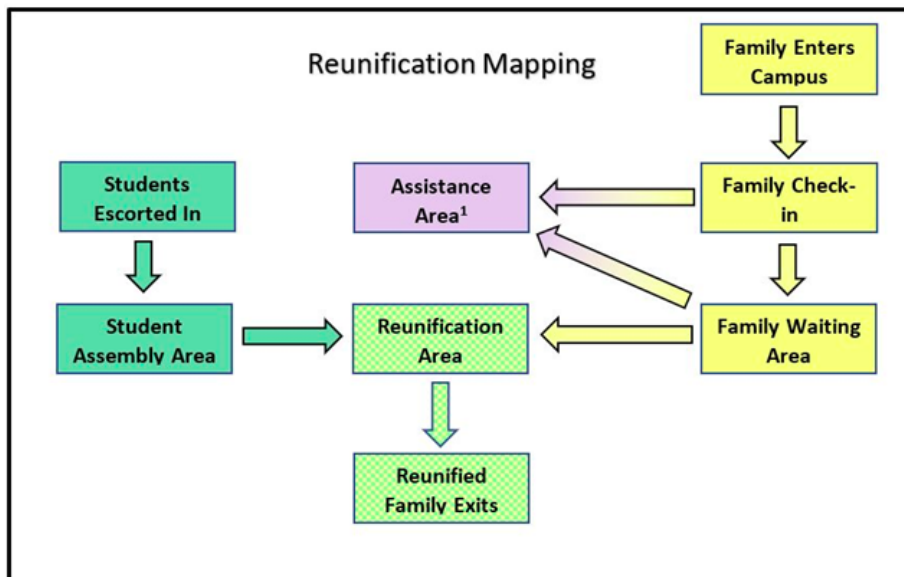 Reunification Mapping
Family Enters
Campus
Students
Escorted In
Assistance
Area¹
Family Check-
in
Student
Assembly Area
Reunification
Area
Family Waiting
Area
Reunified
Family Exits